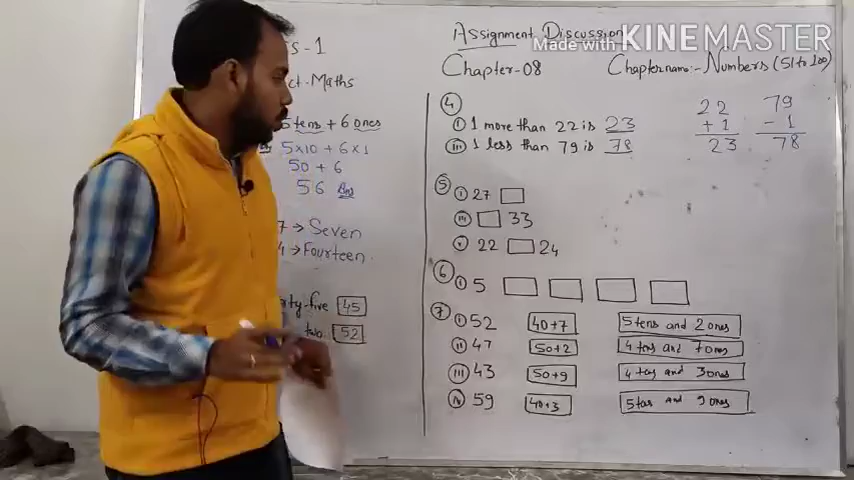 Assignment Discussion
Made with KINEMASTER
Chapter-08
Chapter name:- Numbers (51 to 100)
s-1
ct-Maths
5 tens + 6 ones
5×10 + 6×1
50 + 6
56 Ans
7 → Seven
4 → Fourteen
ty-five 45
two 52
④
ⓘ 1 more than 22 is 23
ⓘⓘⓘ 1 less than 79 is 78
22
+ 1
23
79
- 1
78
⑤ ⓘ 27
ⓘⓘⓘ 33
ⓥ 22 24
⑥ ⓘ 5
⑦ ⓘ 52 40+7 5 tens and 2 ones
ⓘⓘ 47 50+2 4 tens and 7 ones
ⓘⓘⓘ 43 50+9 4 tens and 3 ones
ⓘⓥ 59 40+3 5 tens and 9 ones